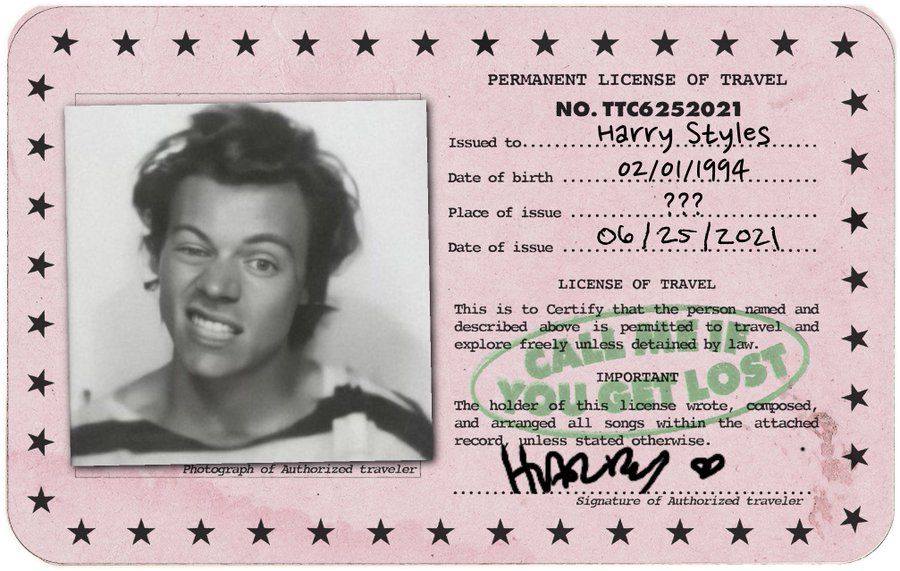 PERMANENT LICENSE OF TRAVEL
NO. TTC6252021
Issued to.......Harry Styles.......
Date of birth .......02/01/1994.......
Place of issue .......???.......
Date of issue .......06/25/2021.......
LICENSE OF TRAVEL
This is to Certify that the person named and
described above is permitted to travel and
explore freely unless detained by law.
CALL ME IF
YOU GET LOST
IMPORTANT
The holder of this license wrote, composed,
and arranged all songs within the attached
record, unless stated otherwise.
HARRY
Signature of Authorized traveler
Photograph of Authorized traveler